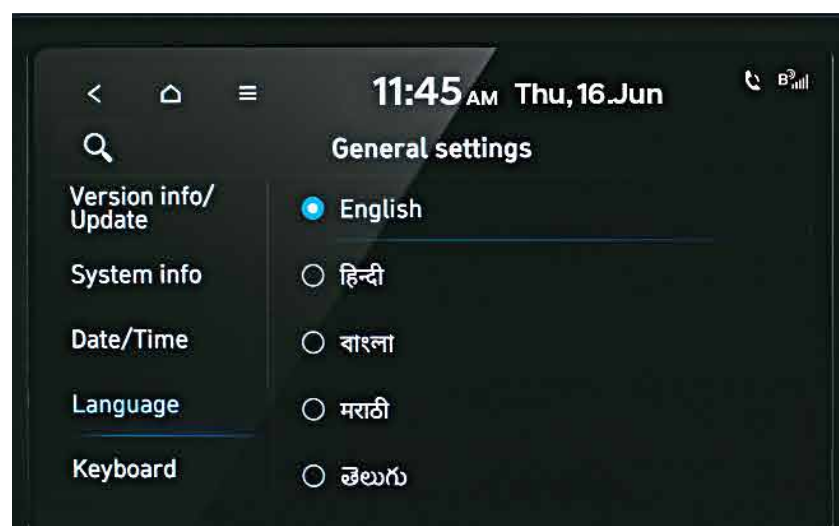 11:45 AM Thu, 16.Jun
General settings
Version info/
Update
System info
Date/Time
Language
Keyboard
English
हिन्दी
বাংলা
मराठी
తెలుగు